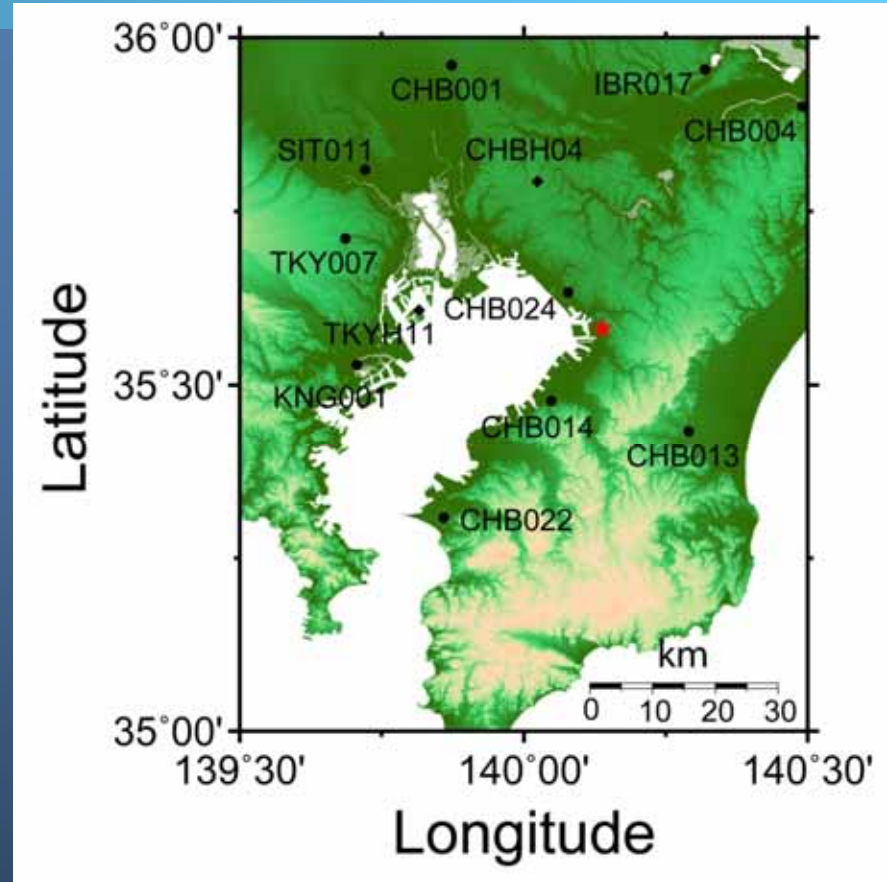 36°00'
CHB001
IBR017
CHB004
SIT011
CHBH04
TKY007
CHB024
TKYH11
35°30'
KNG001
CHB014
CHB013
CHB022
km
0 10 20 30
35°00'
139°30' 140°00' 140°30'
Latitude
Longitude